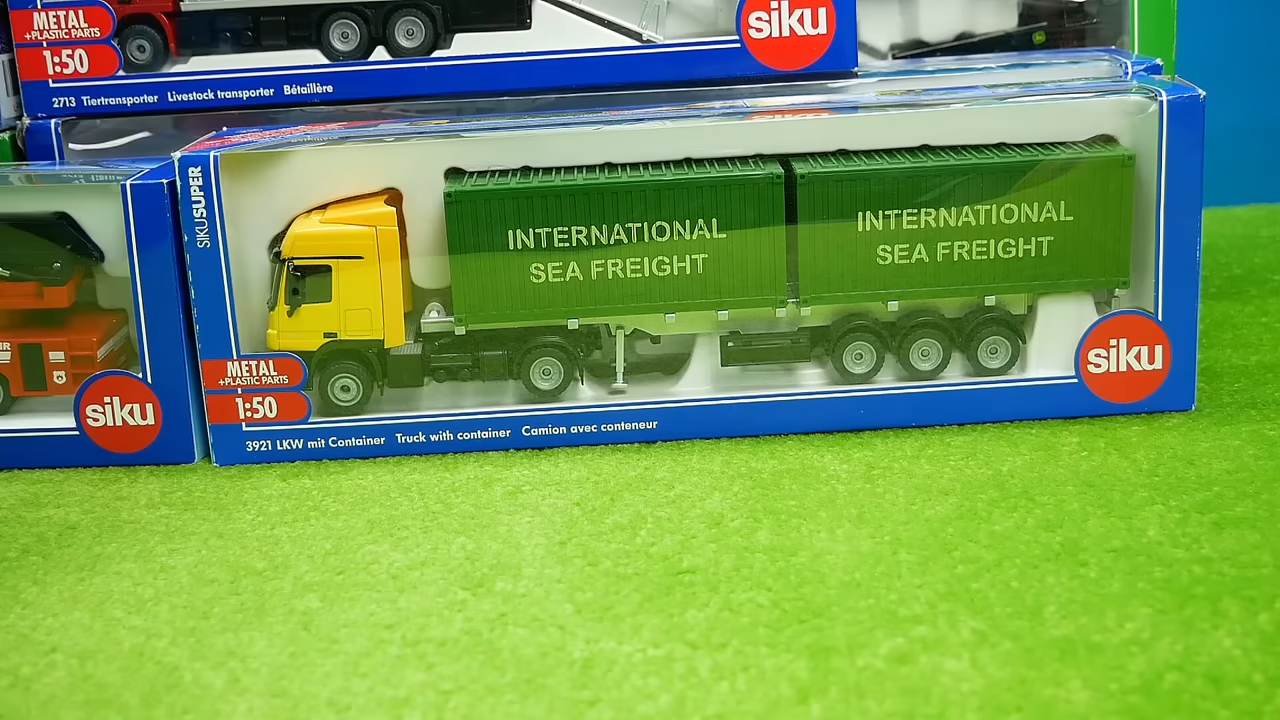 METAL
+PLASTIC PARTS
1:50
siku
2713 Tiertransporter Livestock transporter Bétaillère
SIKUSUPER
INTERNATIONAL
SEA FREIGHT
INTERNATIONAL
SEA FREIGHT
METAL
+PLASTIC PARTS
1:50
siku
siku
3921 LKW mit Container Truck with container Camion avec conteneur